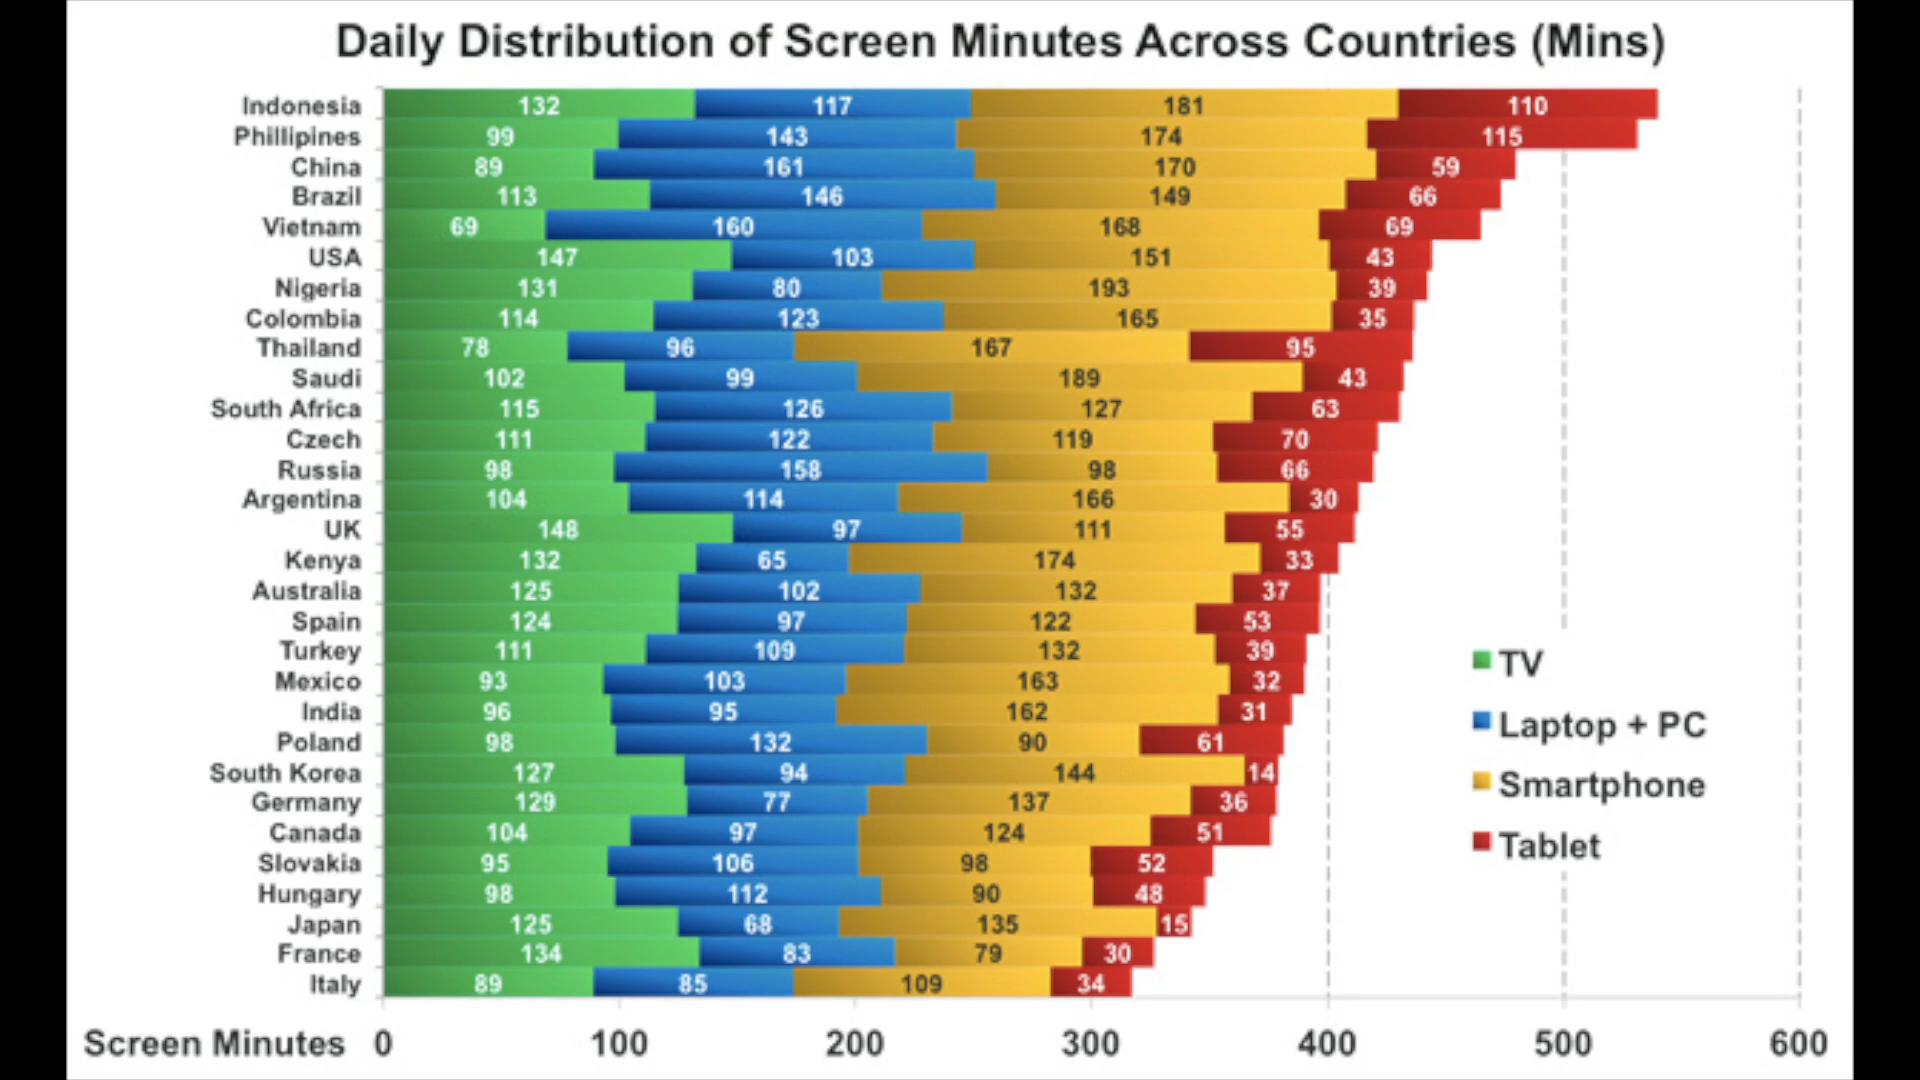 Daily Distribution of Screen Minutes Across Countries (Mins)
Indonesia 132 117 181 110
Phillipines 99 143 174 115
China 89 161 170 59
Brazil 113 146 149 66
Vietnam 69 160 168 69
USA 147 103 151 43
Nigeria 131 80 193 39
Colombia 114 123 165 35
Thailand 78 96 167 95
Saudi 102 99 189 43
South Africa 115 126 127 63
Czech 111 122 119 70
Russia 98 158 98 66
Argentina 104 114 166 30
UK 148 97 111 55
Kenya 132 65 174 33
Australia 125 102 132 37
Spain 124 97 122 53
Turkey 111 109 132 39
Mexico 93 103 163 32
India 96 95 162 31
Poland 98 132 90 61
South Korea 127 94 144 14
Germany 129 77 137 36
Canada 104 97 124 51
Slovakia 95 106 98 52
Hungary 98 112 90 48
Japan 125 68 135 15
France 134 83 79 30
Italy 89 85 109 34
TV
Laptop + PC
Smartphone
Tablet
Screen Minutes 0 100 200 300 400 500 600